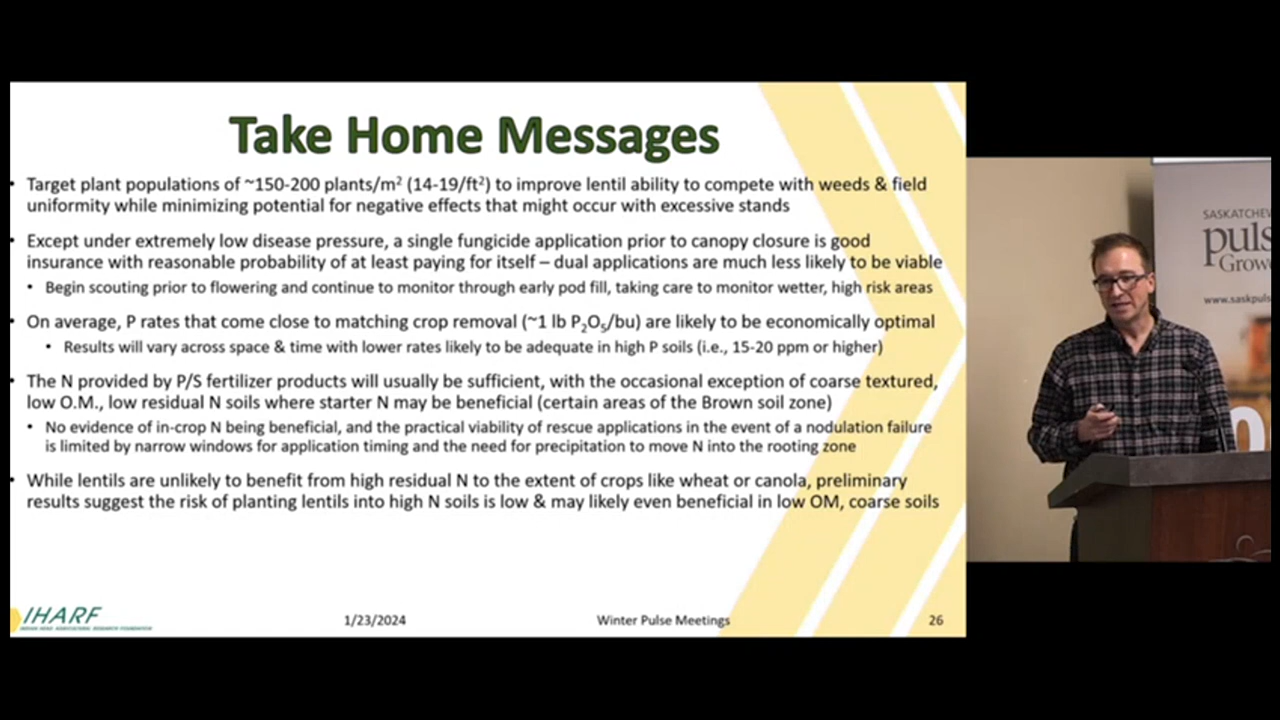 Take Home Messages
• Target plant populations of ~150-200 plants/m² (14-19/ft²) to improve lentil ability to compete with weeds & field
uniformity while minimizing potential for negative effects that might occur with excessive stands
• Except under extremely low disease pressure, a single fungicide application prior to canopy closure is good
insurance with reasonable probability of at least paying for itself – dual applications are much less likely to be viable
• Begin scouting prior to flowering and continue to monitor through early pod fill, taking care to monitor wetter, high risk areas
• On average, P rates that come close to matching crop removal (~1 lb P₂O₅/bu) are likely to be economically optimal
• Results will vary across space & time with lower rates likely to be adequate in high P soils (i.e., 15-20 ppm or higher)
• The N provided by P/S fertilizer products will usually be sufficient, with the occasional exception of coarse textured,
low O.M., low residual N soils where starter N may be beneficial (certain areas of the Brown soil zone)
• No evidence of in-crop N being beneficial, and the practical viability of rescue applications in the event of a nodulation failure
is limited by narrow windows for application timing and the need for precipitation to move N into the rooting zone
• While lentils are unlikely to benefit from high residual N to the extent of crops like wheat or canola, preliminary
results suggest the risk of planting lentils into high N soils is low & may likely even beneficial in low OM, coarse soils
IHARF
INDIAN HEAD AGRICULTURAL RESEARCH FOUNDATION
1/23/2024
Winter Pulse Meetings
26
SASKATCHEW
puls
Growe
www.saskpuls